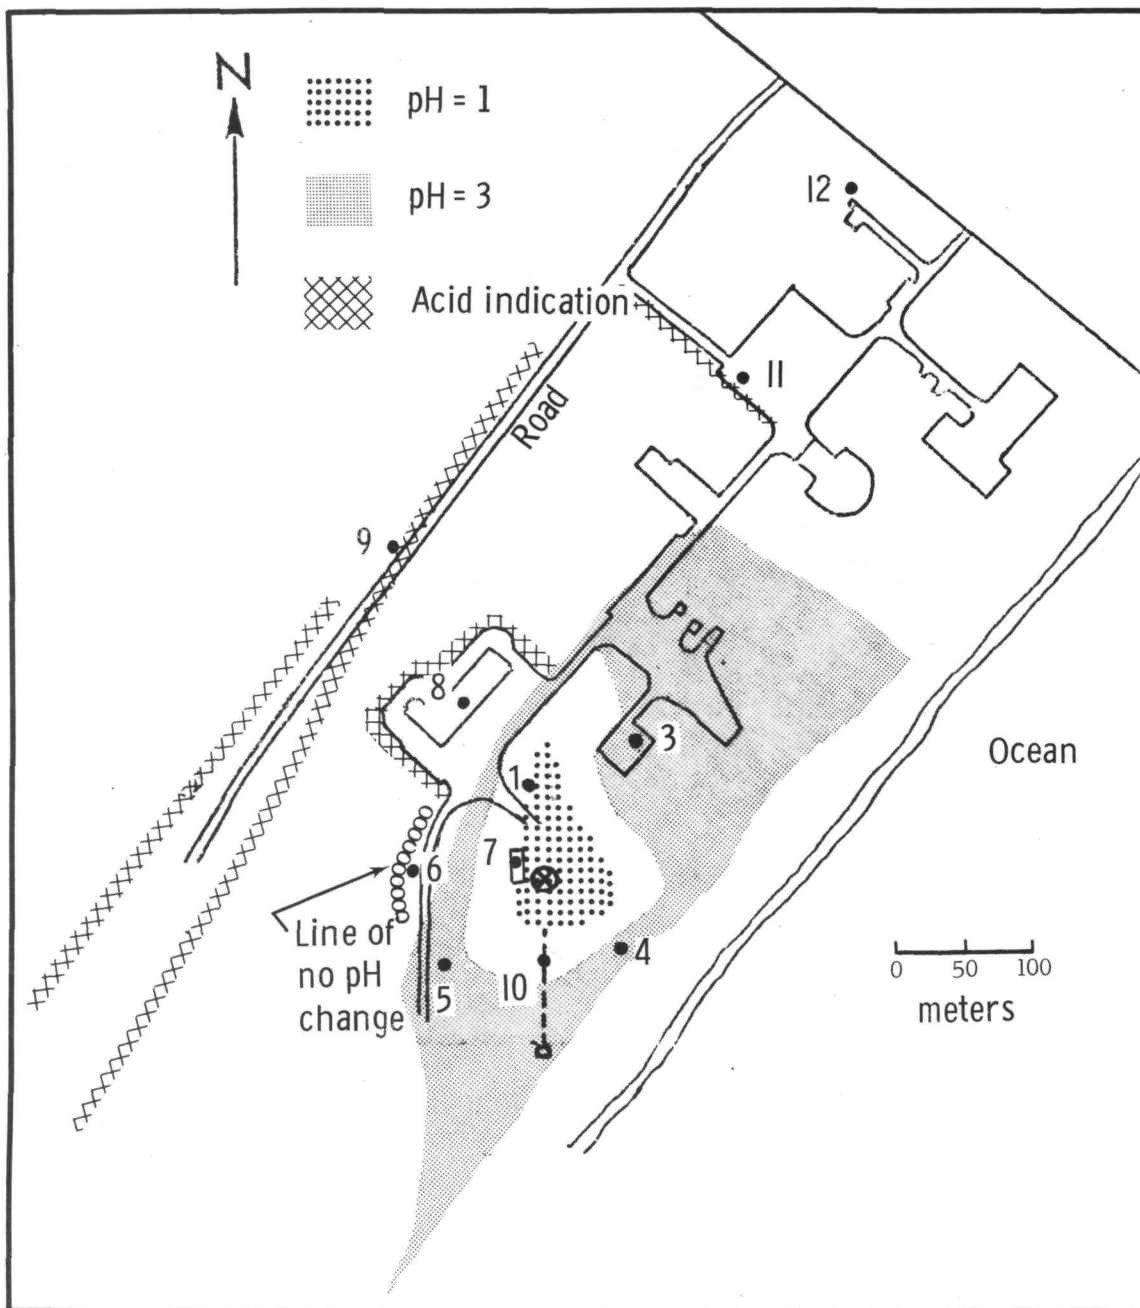 N
pH = 1
pH = 3
Acid indication
12
11
Road
9
8
3
Ocean
1
7
6
Line of
no pH
change
5
10
4
0 50 100
meters